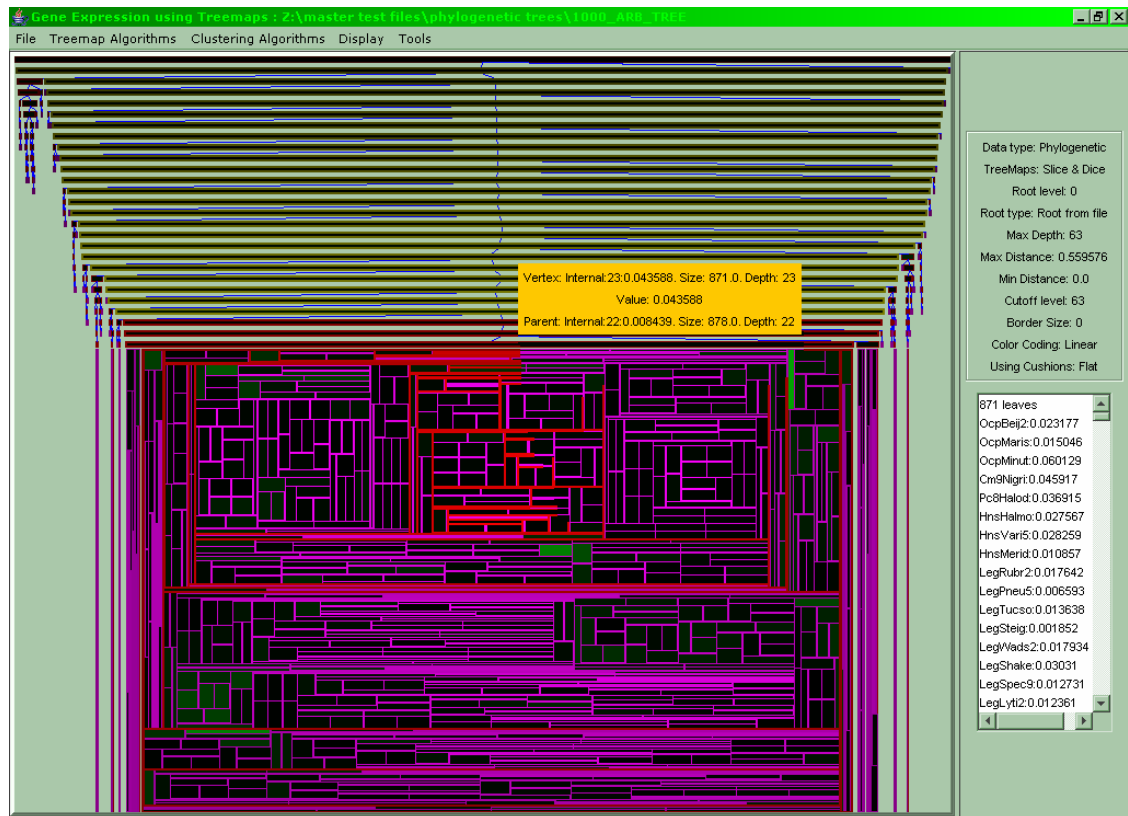 Gene Expression using Treemaps : Z:\master test files\phylogenetic trees\1000_ARB_TREE
File Treemap Algorithms Clustering Algorithms Display Tools
Vertex: Internal:23:0.043588. Size: 871.0. Depth: 23
Value: 0.043588
Parent: Internal:22:0.008439. Size: 878.0. Depth: 22
Data type: Phylogenetic
TreeMaps: Slice & Dice
Root level: 0
Root type: Root from file
Max Depth: 63
Max Distance: 0.559576
Min Distance: 0.0
Cutoff level: 63
Border Size: 0
Color Coding: Linear
Using Cushions: Flat
871 leaves
OcpBeij2:0.023177
OcpMaris:0.015046
OcpMinut:0.060129
Cm9Nigri:0.045917
Pc8Halod:0.036915
HnsHalmo:0.027567
HnsVari5:0.028259
HnsMerid:0.010857
LegRubr2:0.017642
LegPneu5:0.006593
LegTucso:0.013638
LegSteig:0.001852
LegWads2:0.017934
LegShake:0.03031
LegSpec9:0.012731
LegLyti2:0.012361